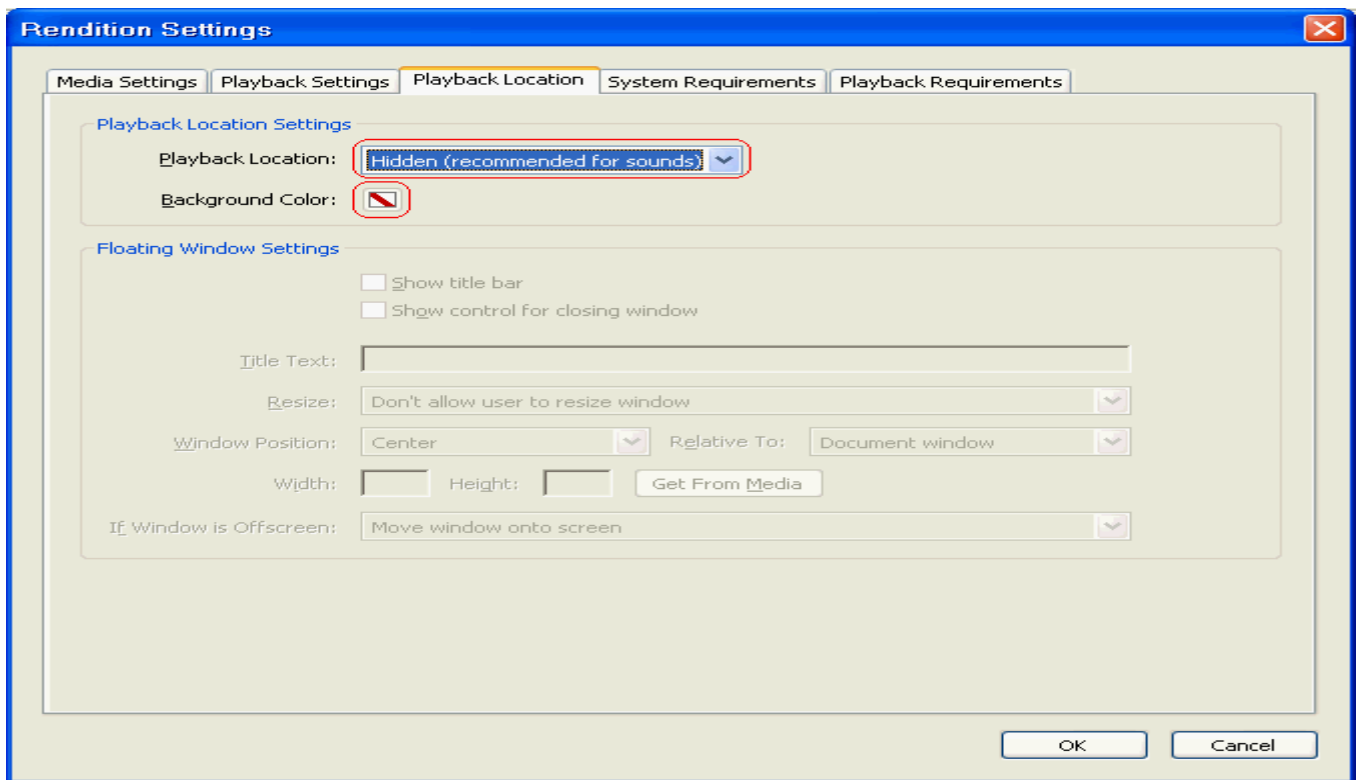 Rendition Settings
Media Settings Playback Settings Playback Location System Requirements Playback Requirements
Playback Location Settings
Playback Location: Hidden (recommended for sounds)
Background Color:
Floating Window Settings
Show title bar
Show control for closing window
Title Text:
Resize: Don't allow user to resize window
Window Position: Center Relative To: Document window
Width: Height: Get From Media
If Window is Offscreen: Move window onto screen
OK Cancel